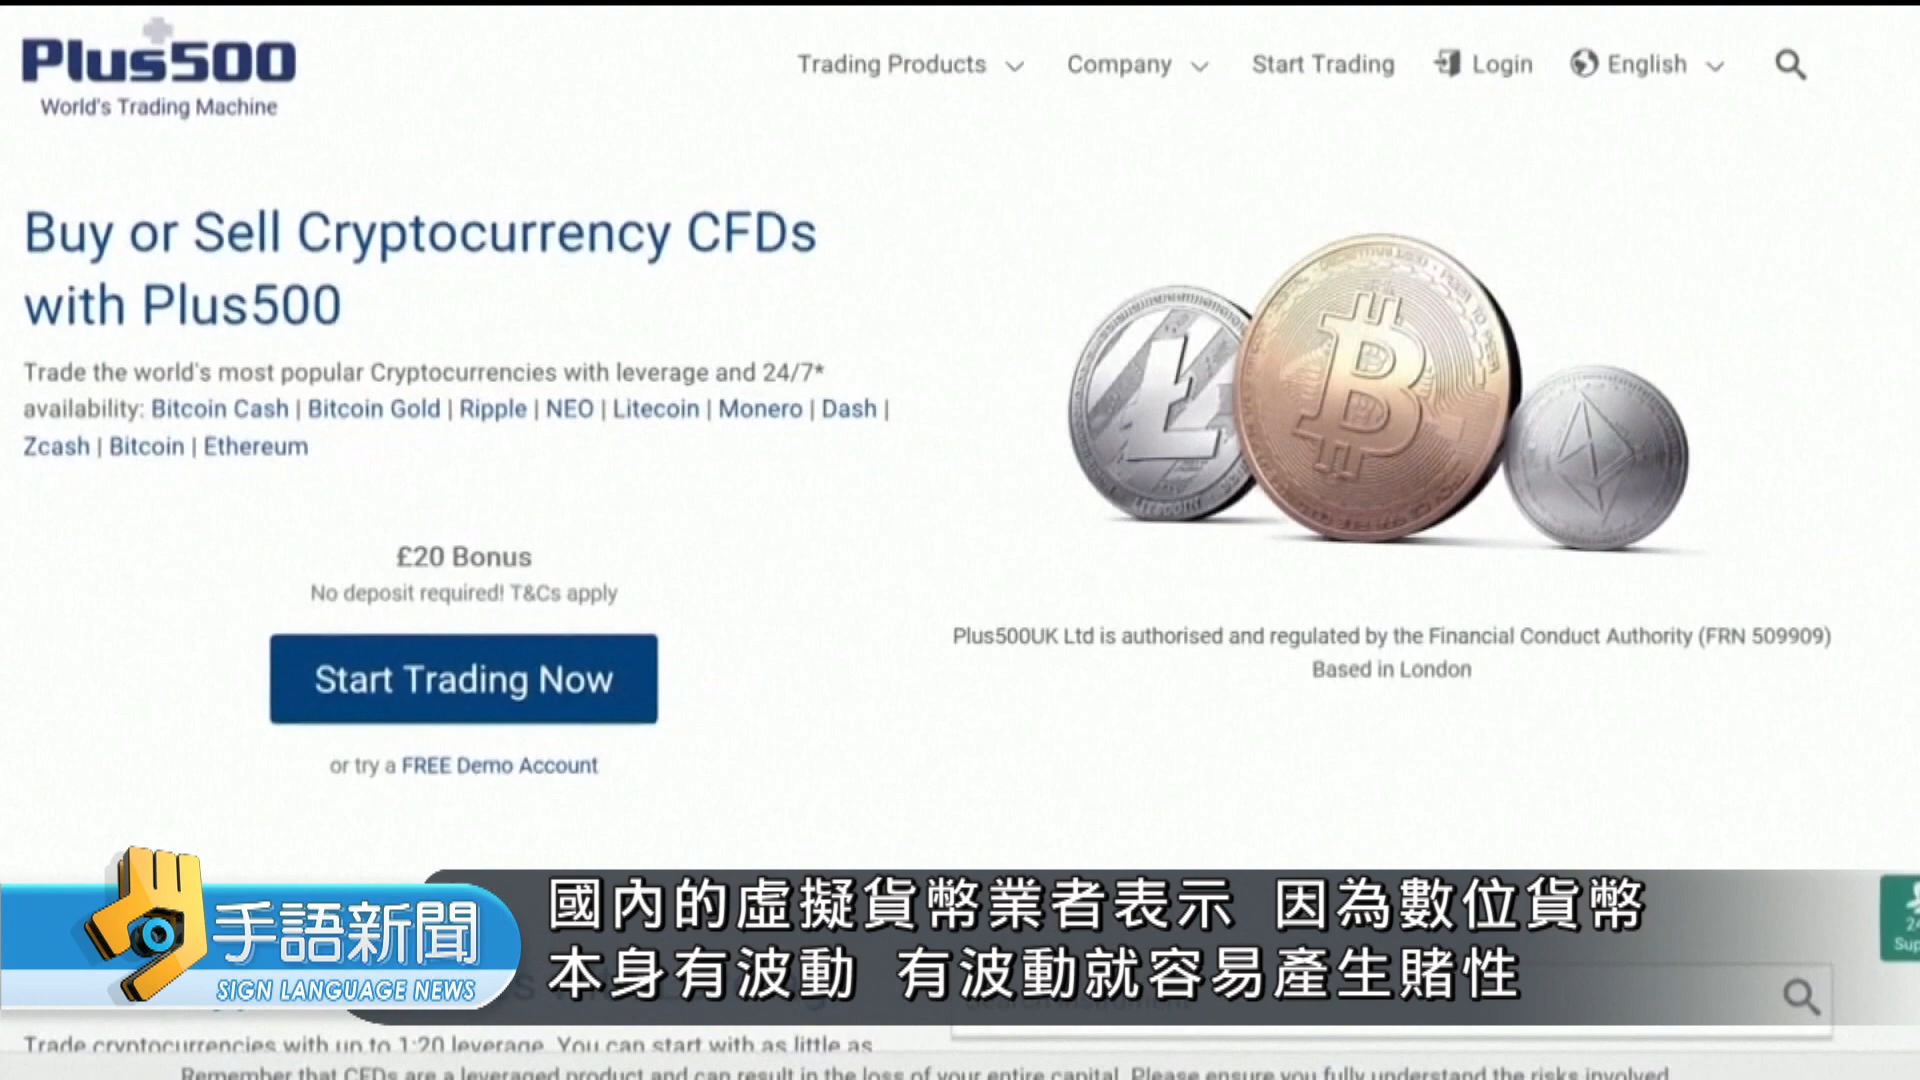 Plus500
World's Trading Machine
Trading Products
Company
Start Trading
Login
English
Buy or Sell Cryptocurrency CFDs
with Plus500
Trade the world's most popular Cryptocurrencies with leverage and 24/7*
availability: Bitcoin Cash | Bitcoin Gold | Ripple | NEO | Litecoin | Monero | Dash |
Zcash | Bitcoin | Ethereum
£20 Bonus
No deposit required! T&Cs apply
Start Trading Now
or try a FREE Demo Account
Plus500UK Ltd is authorised and regulated by the Financial Conduct Authority (FRN 509909)
Based in London
國內的虛擬貨幣業者表示 因為數位貨幣
本身有波動 有波動就容易產生賭性
手語新聞
SIGN LANGUAGE NEWS
Trade cryptocurrencies with up to 1:20 leverage. You can start with as little as
Remember that CFDs are a leveraged product and can result in the loss of your entire capital. Please ensure you fully understand the risks involved